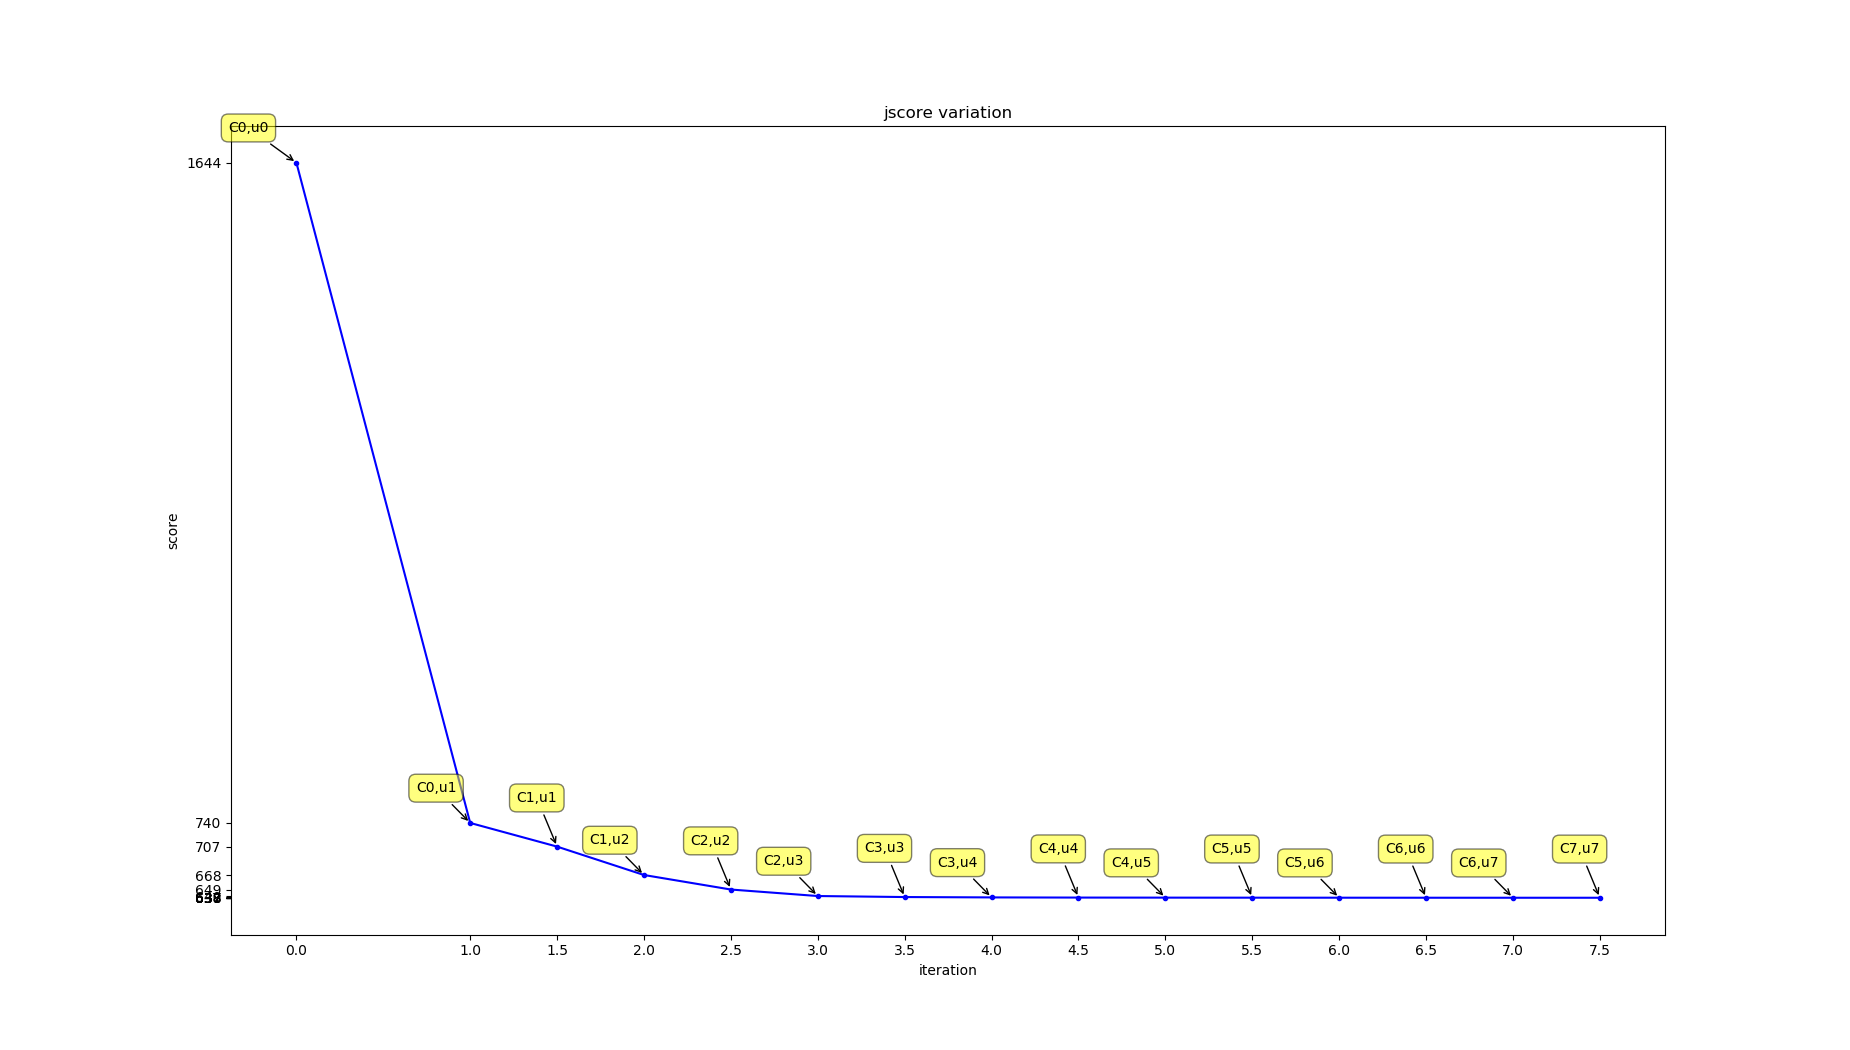 jscore variation
C0,u0
1644
score
C0,u1
C1,u1
C1,u2
C2,u2
C2,u3
C3,u3
C3,u4
C4,u4
C4,u5
C5,u5
C5,u6
C6,u6
C6,u7
C7,u7
740
707
668
649
0.0 1.0 1.5 2.0 2.5 3.0 3.5 4.0 4.5 5.0 5.5 6.0 6.5 7.0 7.5
iteration